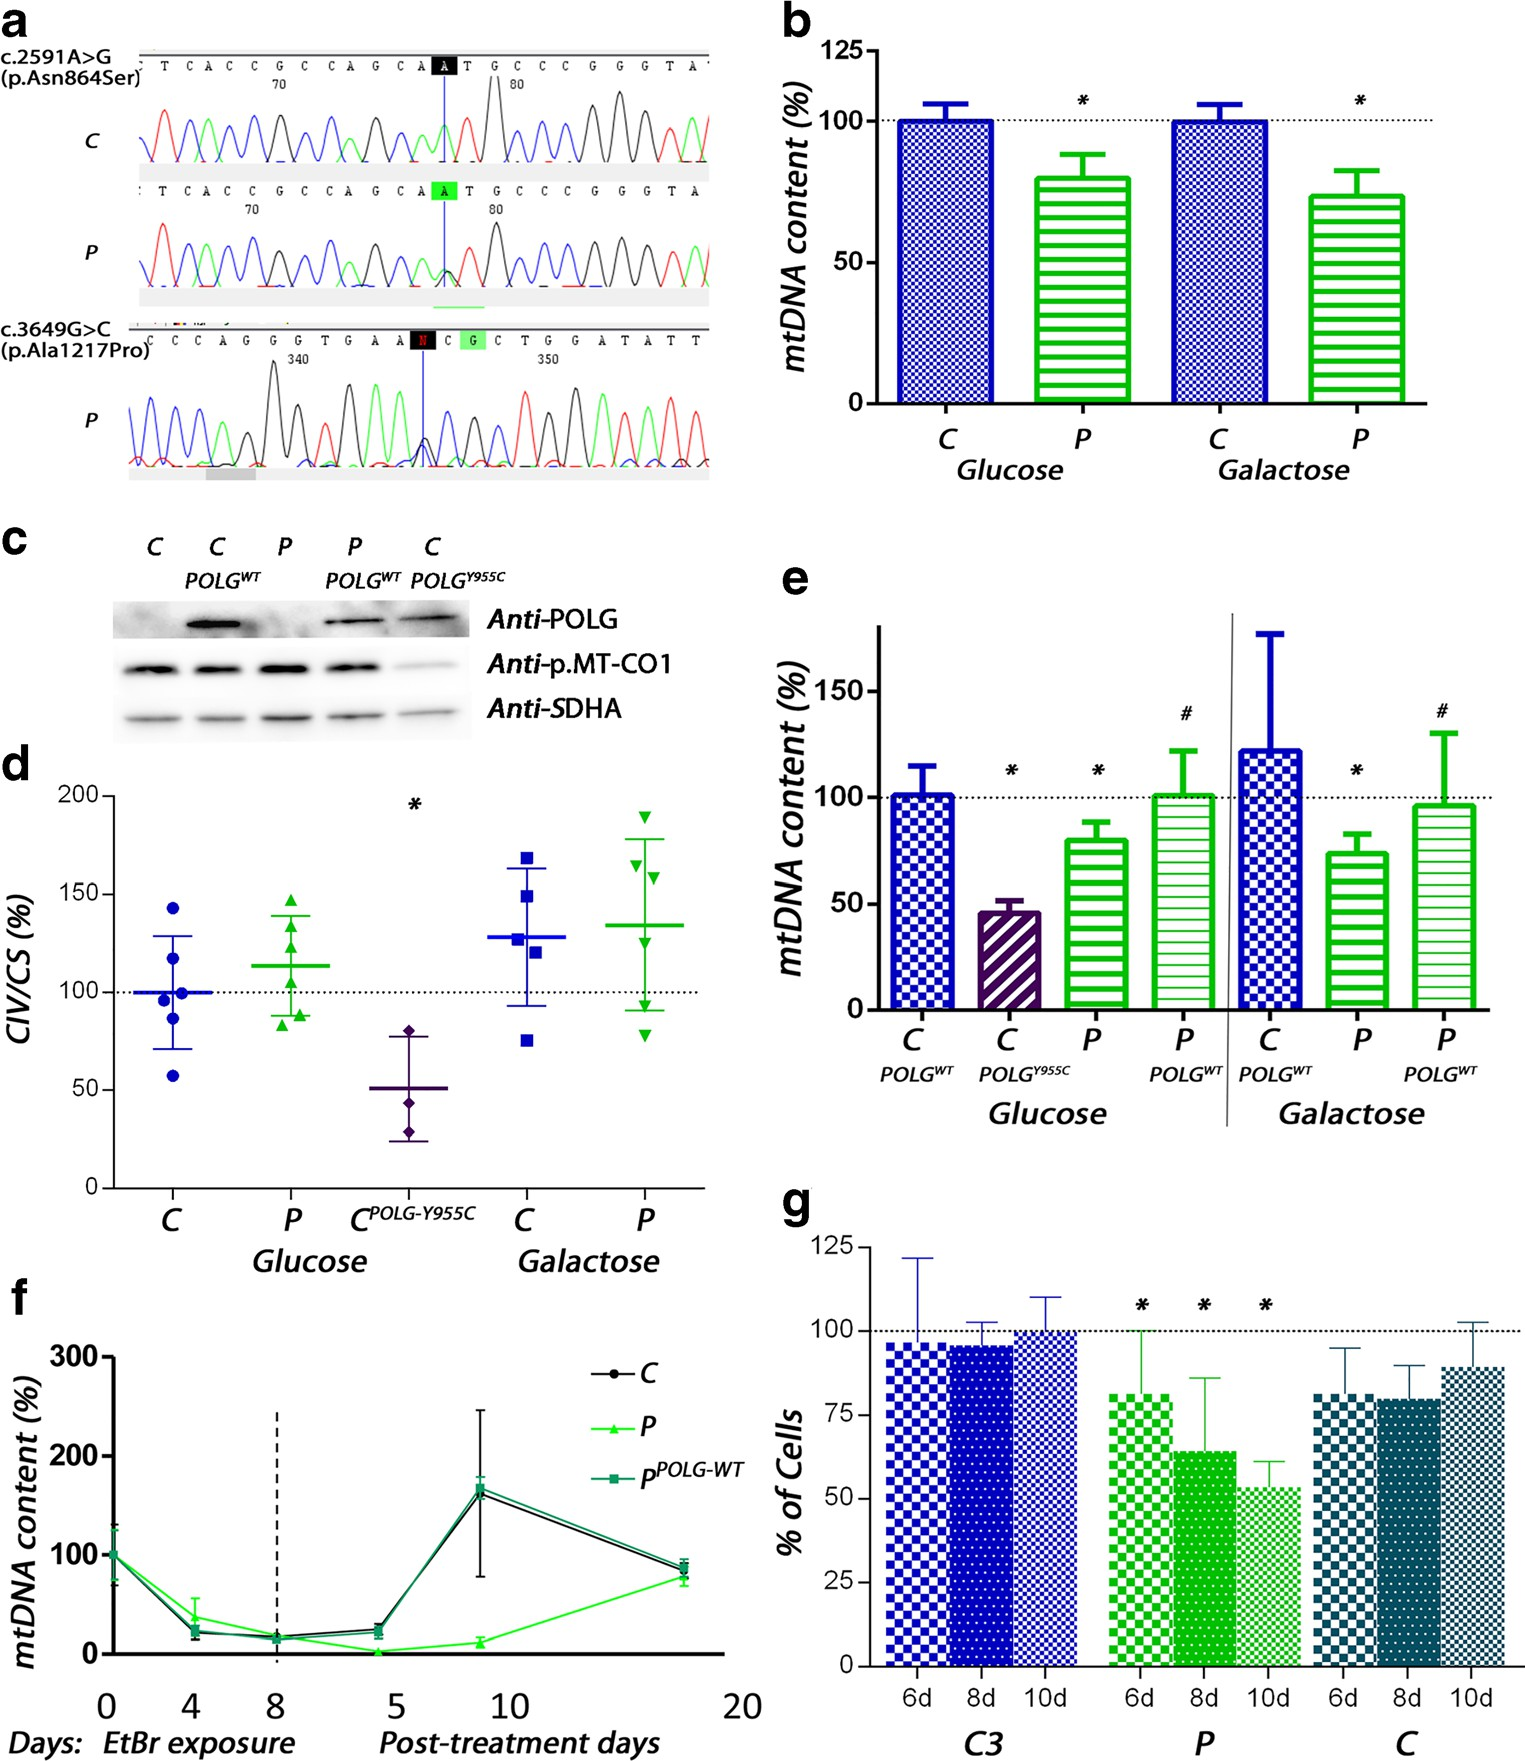 a
c.2591A>G
(p.Asn864Ser)
T C A C C G C C A G C A A T G C C C G G G T A
70 80
C
T C A C C G C C A G C A A T G C C C G G G T A
70 80
P
c.3649G>C
(p.Ala1217Pro)
C C C A G G G T G A A N C G C T G G A T A T T
340 350
P
b
mtDNA content (%)
125
100
50
0
* *
C P C P
Glucose Galactose
c
C C P P C
POLG^WT POLG^WT POLG^Y955C
Anti-POLG
Anti-p.MT-CO1
Anti-SDHA
d
CIV/CS (%)
200
150
100
50
0
*
C P C^POLG-Y955C C P
Glucose Galactose
e
mtDNA content (%)
150
100
50
0
* * # * #
C C P P C P P
POLG^WT POLG^Y955C POLG^WT POLG^WT POLG^WT
Glucose Galactose
f
mtDNA content (%)
300
200
100
0
C
P
P^POLG-WT
0 4 8 5 10 20
Days: EtBr exposure Post-treatment days
g
% of Cells
125
100
75
50
25
0
* * *
6d 8d 10d 6d 8d 10d 6d 8d 10d
C3 P C